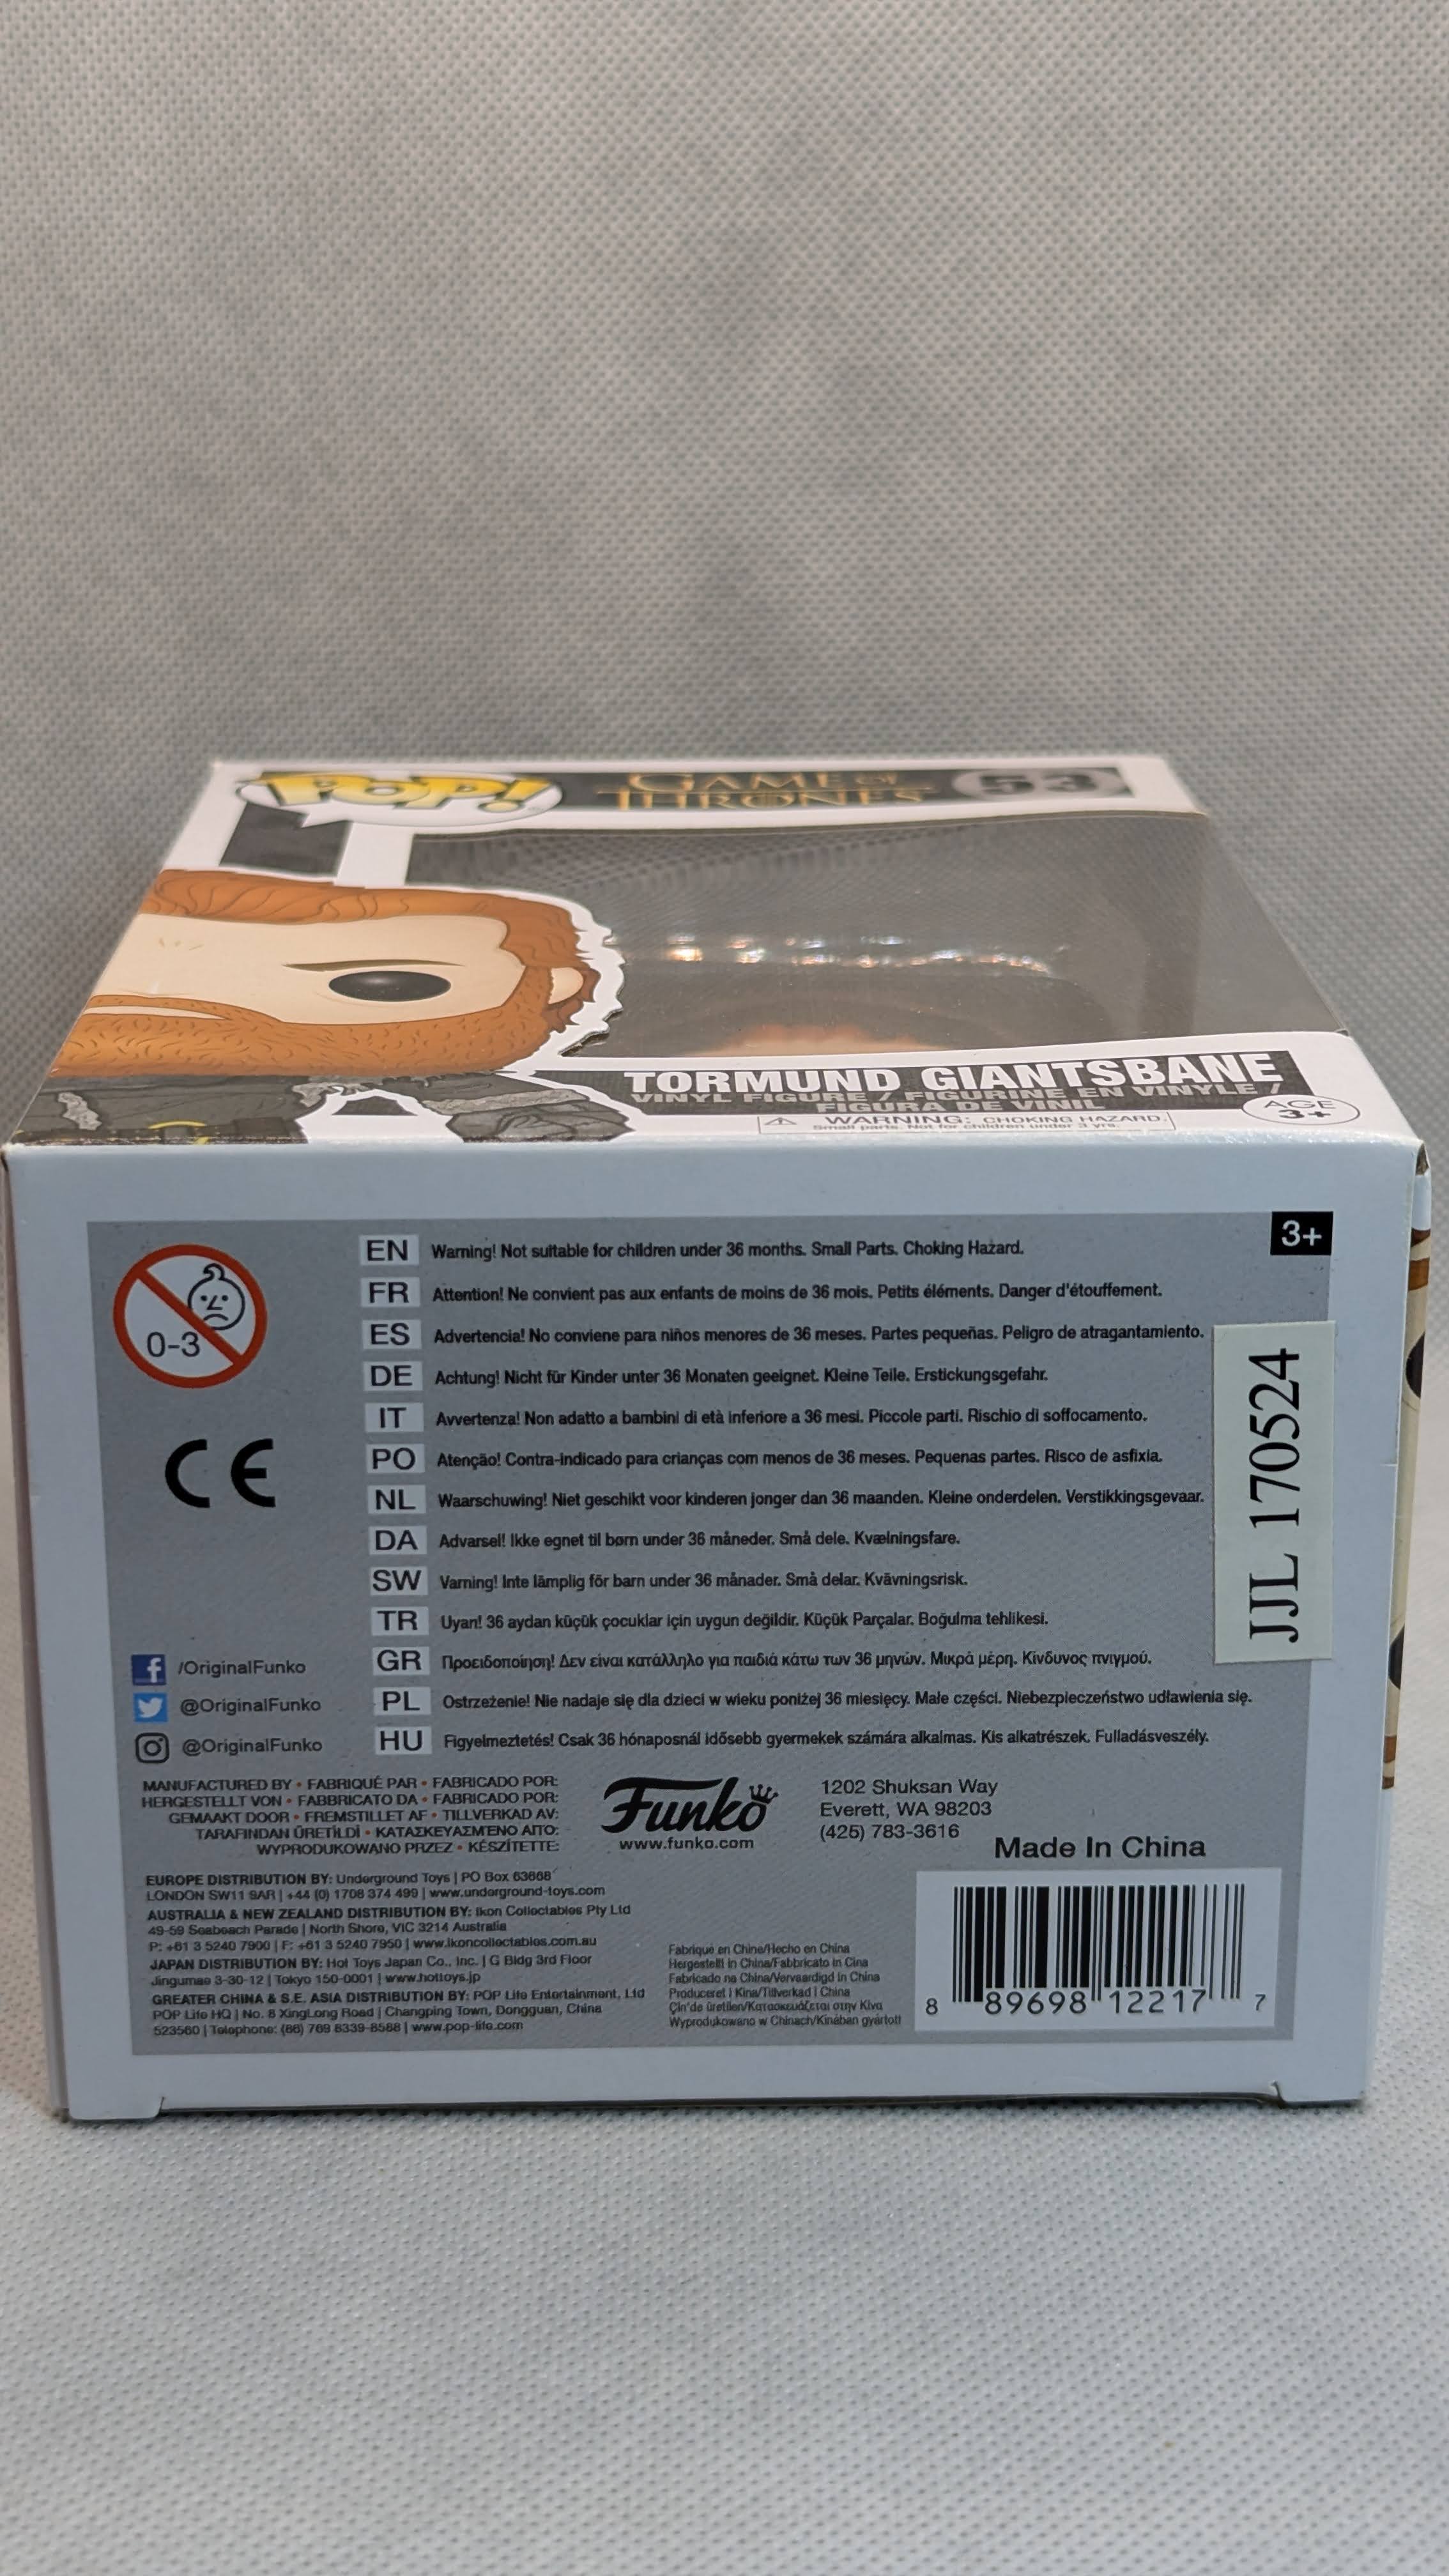 POP!
GAME OF THRONES
53
TORMUND GIANTSBANE
VINYL FIGURE / FIGURINE EN VINYLE /
FIGURA DE VINIL
WARNING: CHOKING HAZARD.
Small parts. Not for children under 3 yrs.
AGE
3+
3+
0-3
EN Warning! Not suitable for children under 36 months. Small Parts. Choking Hazard.
FR Attention! Ne convient pas aux enfants de moins de 36 mois. Petits éléments. Danger d'étouffement.
ES Advertencia! No conviene para niños menores de 36 meses. Partes pequeñas. Peligro de atragantamiento.
DE Achtung! Nicht für Kinder unter 36 Monaten geeignet. Kleine Teile. Erstickungsgefahr.
IT Avvertenza! Non adatto a bambini di età inferiore a 36 mesi. Piccole parti. Rischio di soffocamento.
PO Atenção! Contra-indicado para crianças com menos de 36 meses. Pequenas partes. Risco de asfixia.
NL Waarschuwing! Niet geschikt voor kinderen jonger dan 36 maanden. Kleine onderdelen. Verstikkingsgevaar.
DA Advarsel! Ikke egnet til børn under 36 måneder. Små dele. Kvælningsfare.
SW Varning! Inte lämplig för barn under 36 månader. Små delar. Kvävningsrisk.
TR Uyarı! 36 aydan küçük çocuklar için uygun değildir. Küçük Parçalar. Boğulma tehlikesi.
GR Προειδοποίηση! Δεν είναι κατάλληλο για παιδιά κάτω των 36 μηνών. Μικρά μέρη. Κίνδυνος πνιγμού.
PL Ostrzeżenie! Nie nadaje się dla dzieci w wieku poniżej 36 miesięcy. Małe części. Niebezpieczeństwo udławienia się.
HU Figyelmeztetés! Csak 36 hónaposnál idősebb gyermekek számára alkalmas. Kis alkatrészek. Fulladásveszély.
CE
JJL 170524
/OriginalFunko
@OriginalFunko
@OriginalFunko
MANUFACTURED BY • FABRIQUÉ PAR • FABRICADO POR:
HERGESTELLT VON • FABBRICATO DA • FABRICADO POR:
GEMAAKT DOOR • FREMSTILLET AF • TILLVERKAD AV:
TARAFINDAN ÜRETİLDİ • ΚΑΤΑΣΚΕΥΑΣΜΈΝΟ ΑΠΌ:
WYPRODUKOWANO PRZEZ • KÉSZÍTETTE:
Funko
www.funko.com
1202 Shuksan Way
Everett, WA 98203
(425) 783-3616
Made In China
EUROPE DISTRIBUTION BY: Underground Toys | PO Box 63668
LONDON SW11 9AR | +44 (0) 1708 374 499 | www.underground-toys.com
AUSTRALIA & NEW ZEALAND DISTRIBUTION BY: Ikon Collectables Pty Ltd
49-59 Seabeach Parade | North Shore, VIC 3214 Australia
P: +61 3 5240 7900 | F: +61 3 5240 7950 | www.ikoncollectables.com.au
JAPAN DISTRIBUTION BY: Hot Toys Japan Co., Inc. | G Bldg 3rd Floor
Jingumae 3-30-12 | Tokyo 150-0001 | www.hottoys.jp
GREATER CHINA & S.E. ASIA DISTRIBUTION BY: POP Life Entertainment, Ltd
POP Life HQ | No. 8 XingLong Road | Changping Town, Dongguan, China
523560 | Telephone: (86) 769 8339-8588 | www.pop-life.com
Fabriqué en Chine/Hecho en China
Hergestellt in China/Fabbricato in Cina
Fabricado na China/Vervaardigd in China
Produceret I Kina/Tillverkad I China
Çin'de üretilen/Κατασκευάζεται στην Κίνα
Wyprodukowano w Chinach/Kínában gyártott
8 89698 12217 7